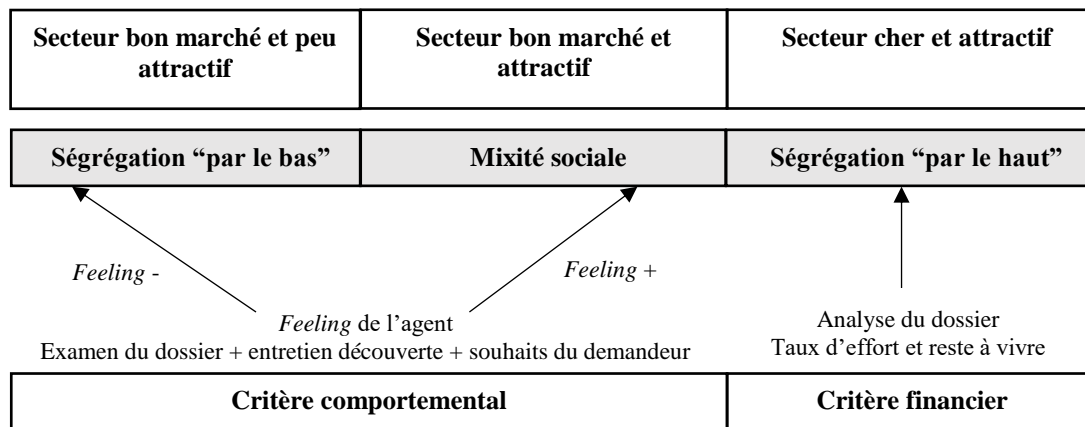 Secteur bon marché et peu
attractif
Secteur bon marché et
attractif
Secteur cher et attractif
Ségrégation “par le bas”
Mixité sociale
Ségrégation “par le haut”
Feeling -
Feeling +
Feeling de l’agent
Examen du dossier + entretien découverte + souhaits du demandeur
Analyse du dossier
Taux d’effort et reste à vivre
Critère comportemental
Critère financier